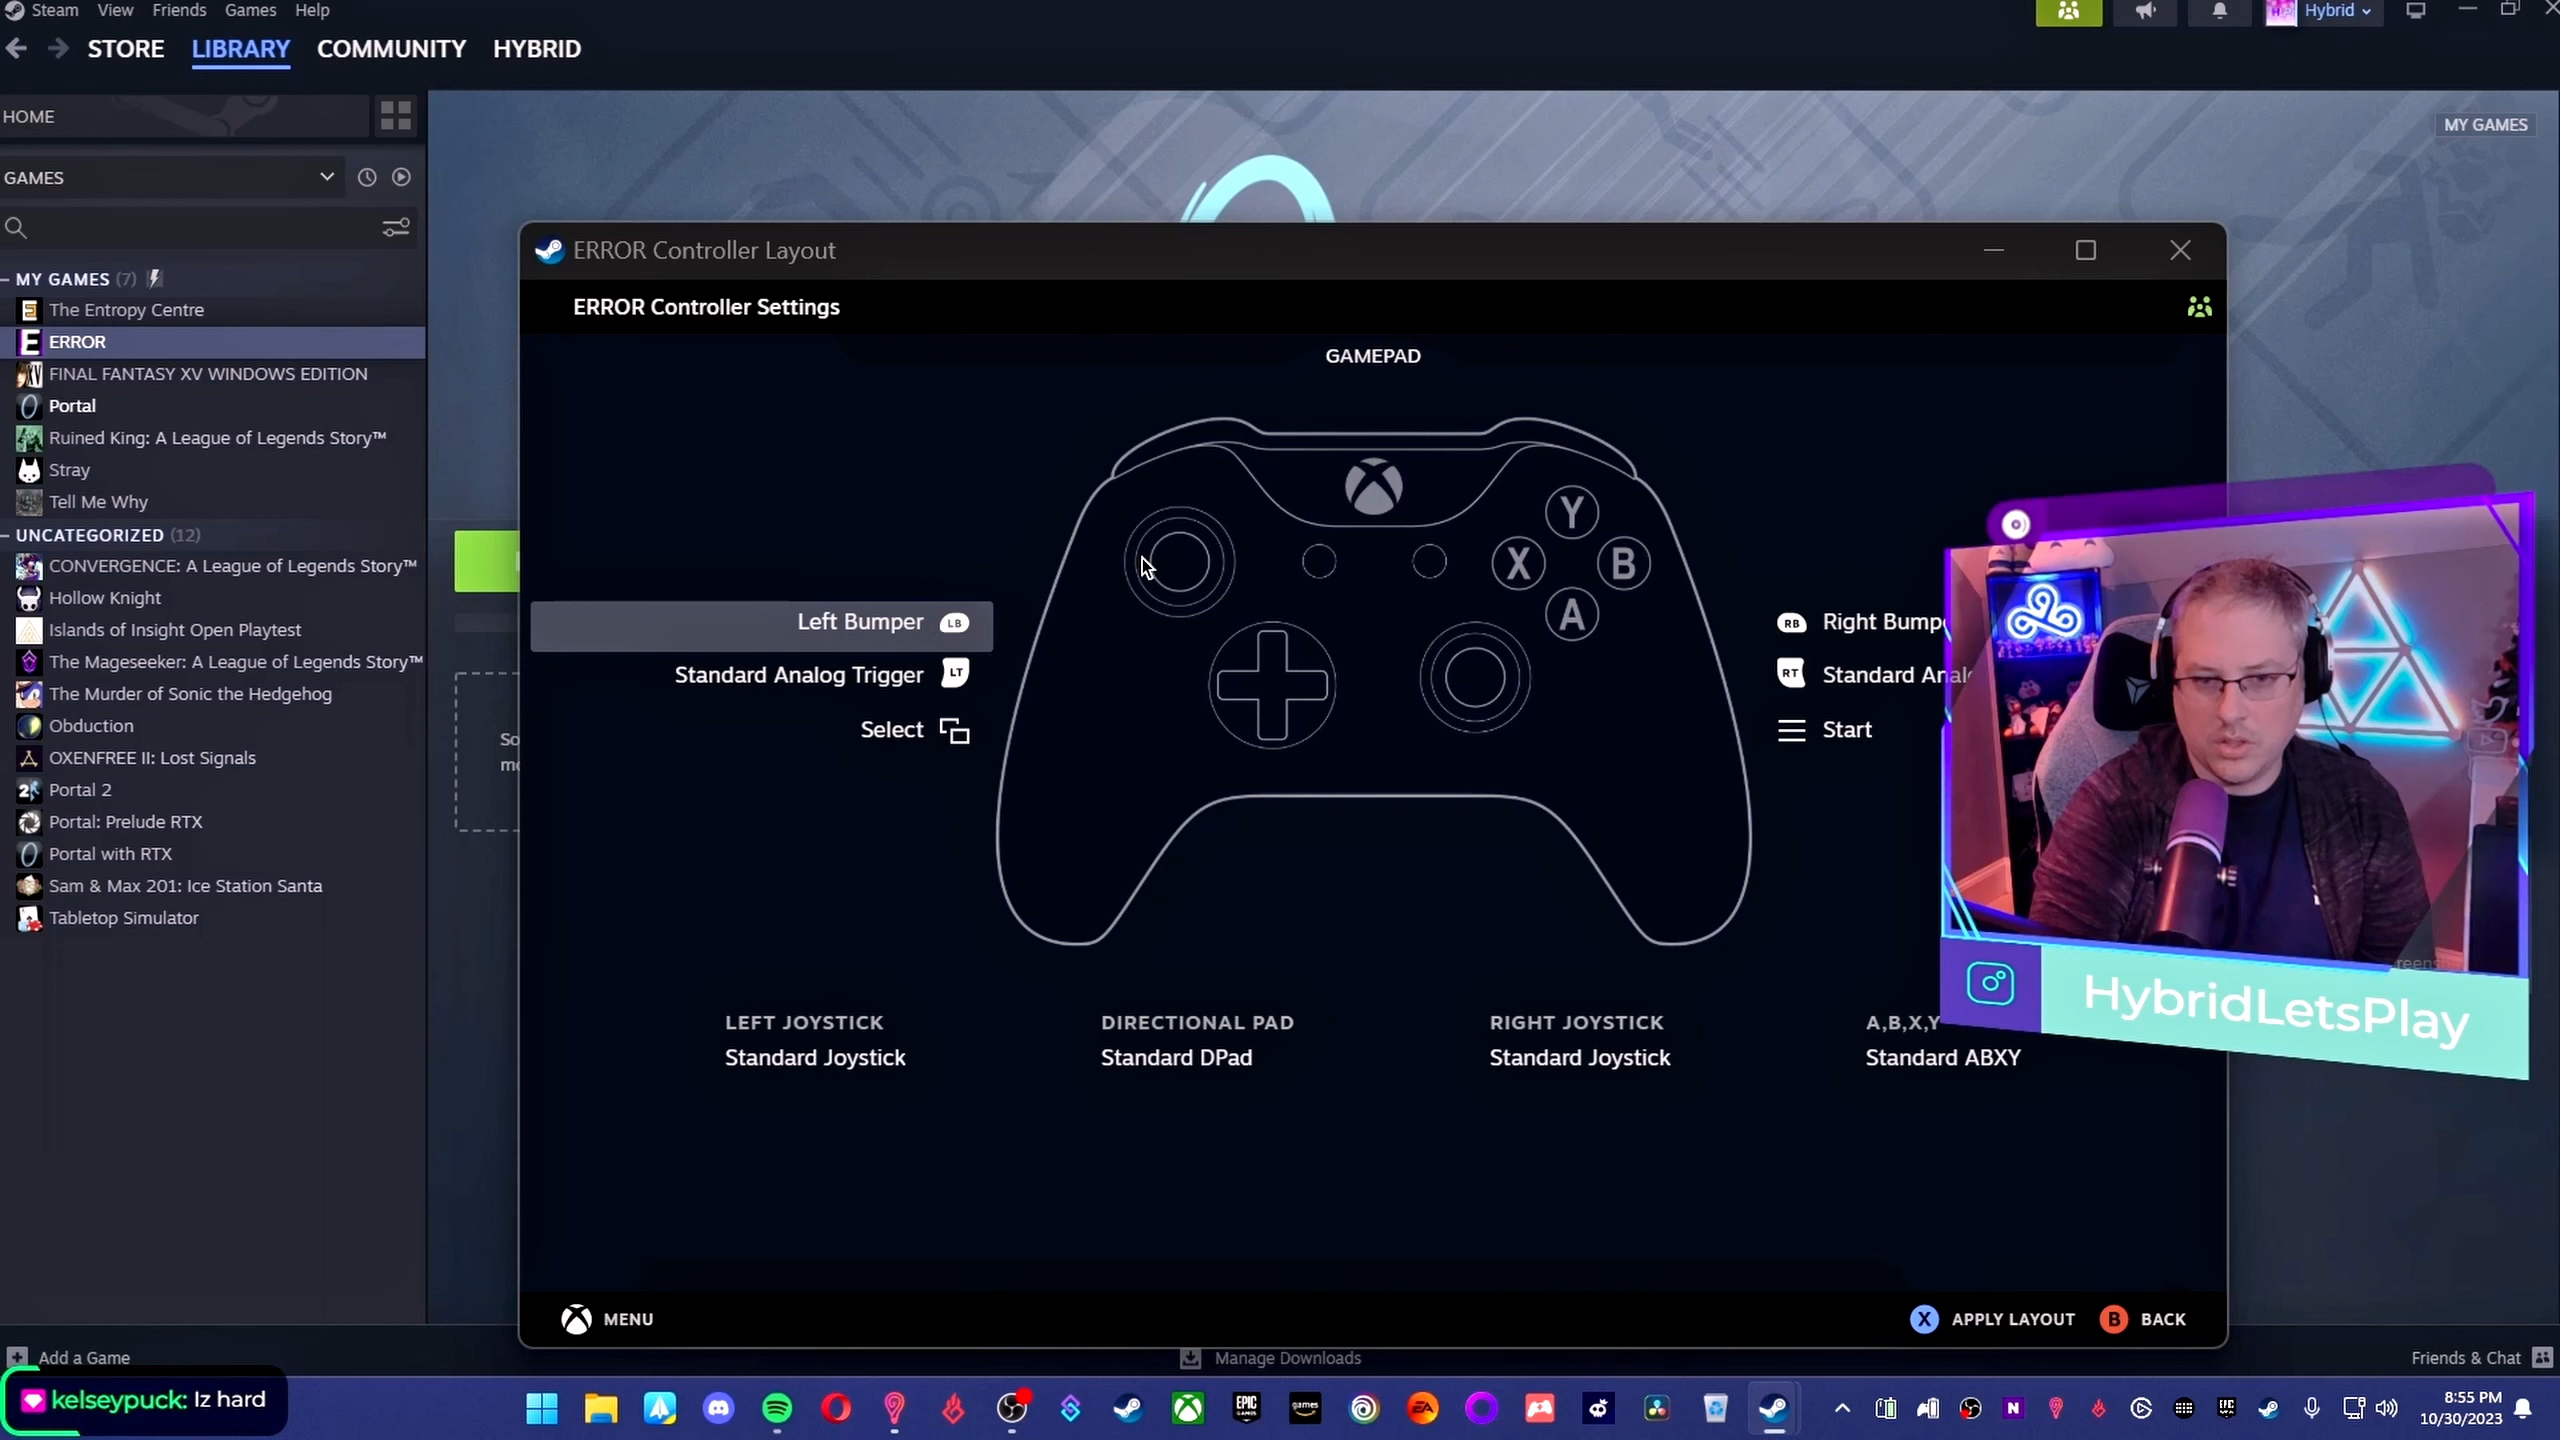 Steam View Friends Games Help
Hybrid
STORE LIBRARY COMMUNITY HYBRID
HOME
MY GAMES
GAMES
MY GAMES (7)
The Entropy Centre
ERROR
FINAL FANTASY XV WINDOWS EDITION
Portal
Ruined King: A League of Legends Story™
Stray
Tell Me Why
UNCATEGORIZED (12)
CONVERGENCE: A League of Legends Story™
Hollow Knight
Islands of Insight Open Playtest
The Mageseeker: A League of Legends Story™
The Murder of Sonic the Hedgehog
Obduction
OXENFREE II: Lost Signals
Portal 2
Portal: Prelude RTX
Portal with RTX
Sam & Max 201: Ice Station Santa
Tabletop Simulator
So
mo
ERROR Controller Layout
ERROR Controller Settings
GAMEPAD
Y
X B
A
Left Bumper LB
Standard Analog Trigger LT
Select
RB Right Bumpe
RT Standard Anal
Start
LEFT JOYSTICK
Standard Joystick
DIRECTIONAL PAD
Standard DPad
RIGHT JOYSTICK
Standard Joystick
A,B,X,Y
Standard ABXY
HybridLetsPlay
MENU
X APPLY LAYOUT B BACK
Add a Game
Manage Downloads
Friends & Chat
kelseypuck: Iz hard
EPIC GAMES
games
EA
N
8:55 PM
10/30/2023